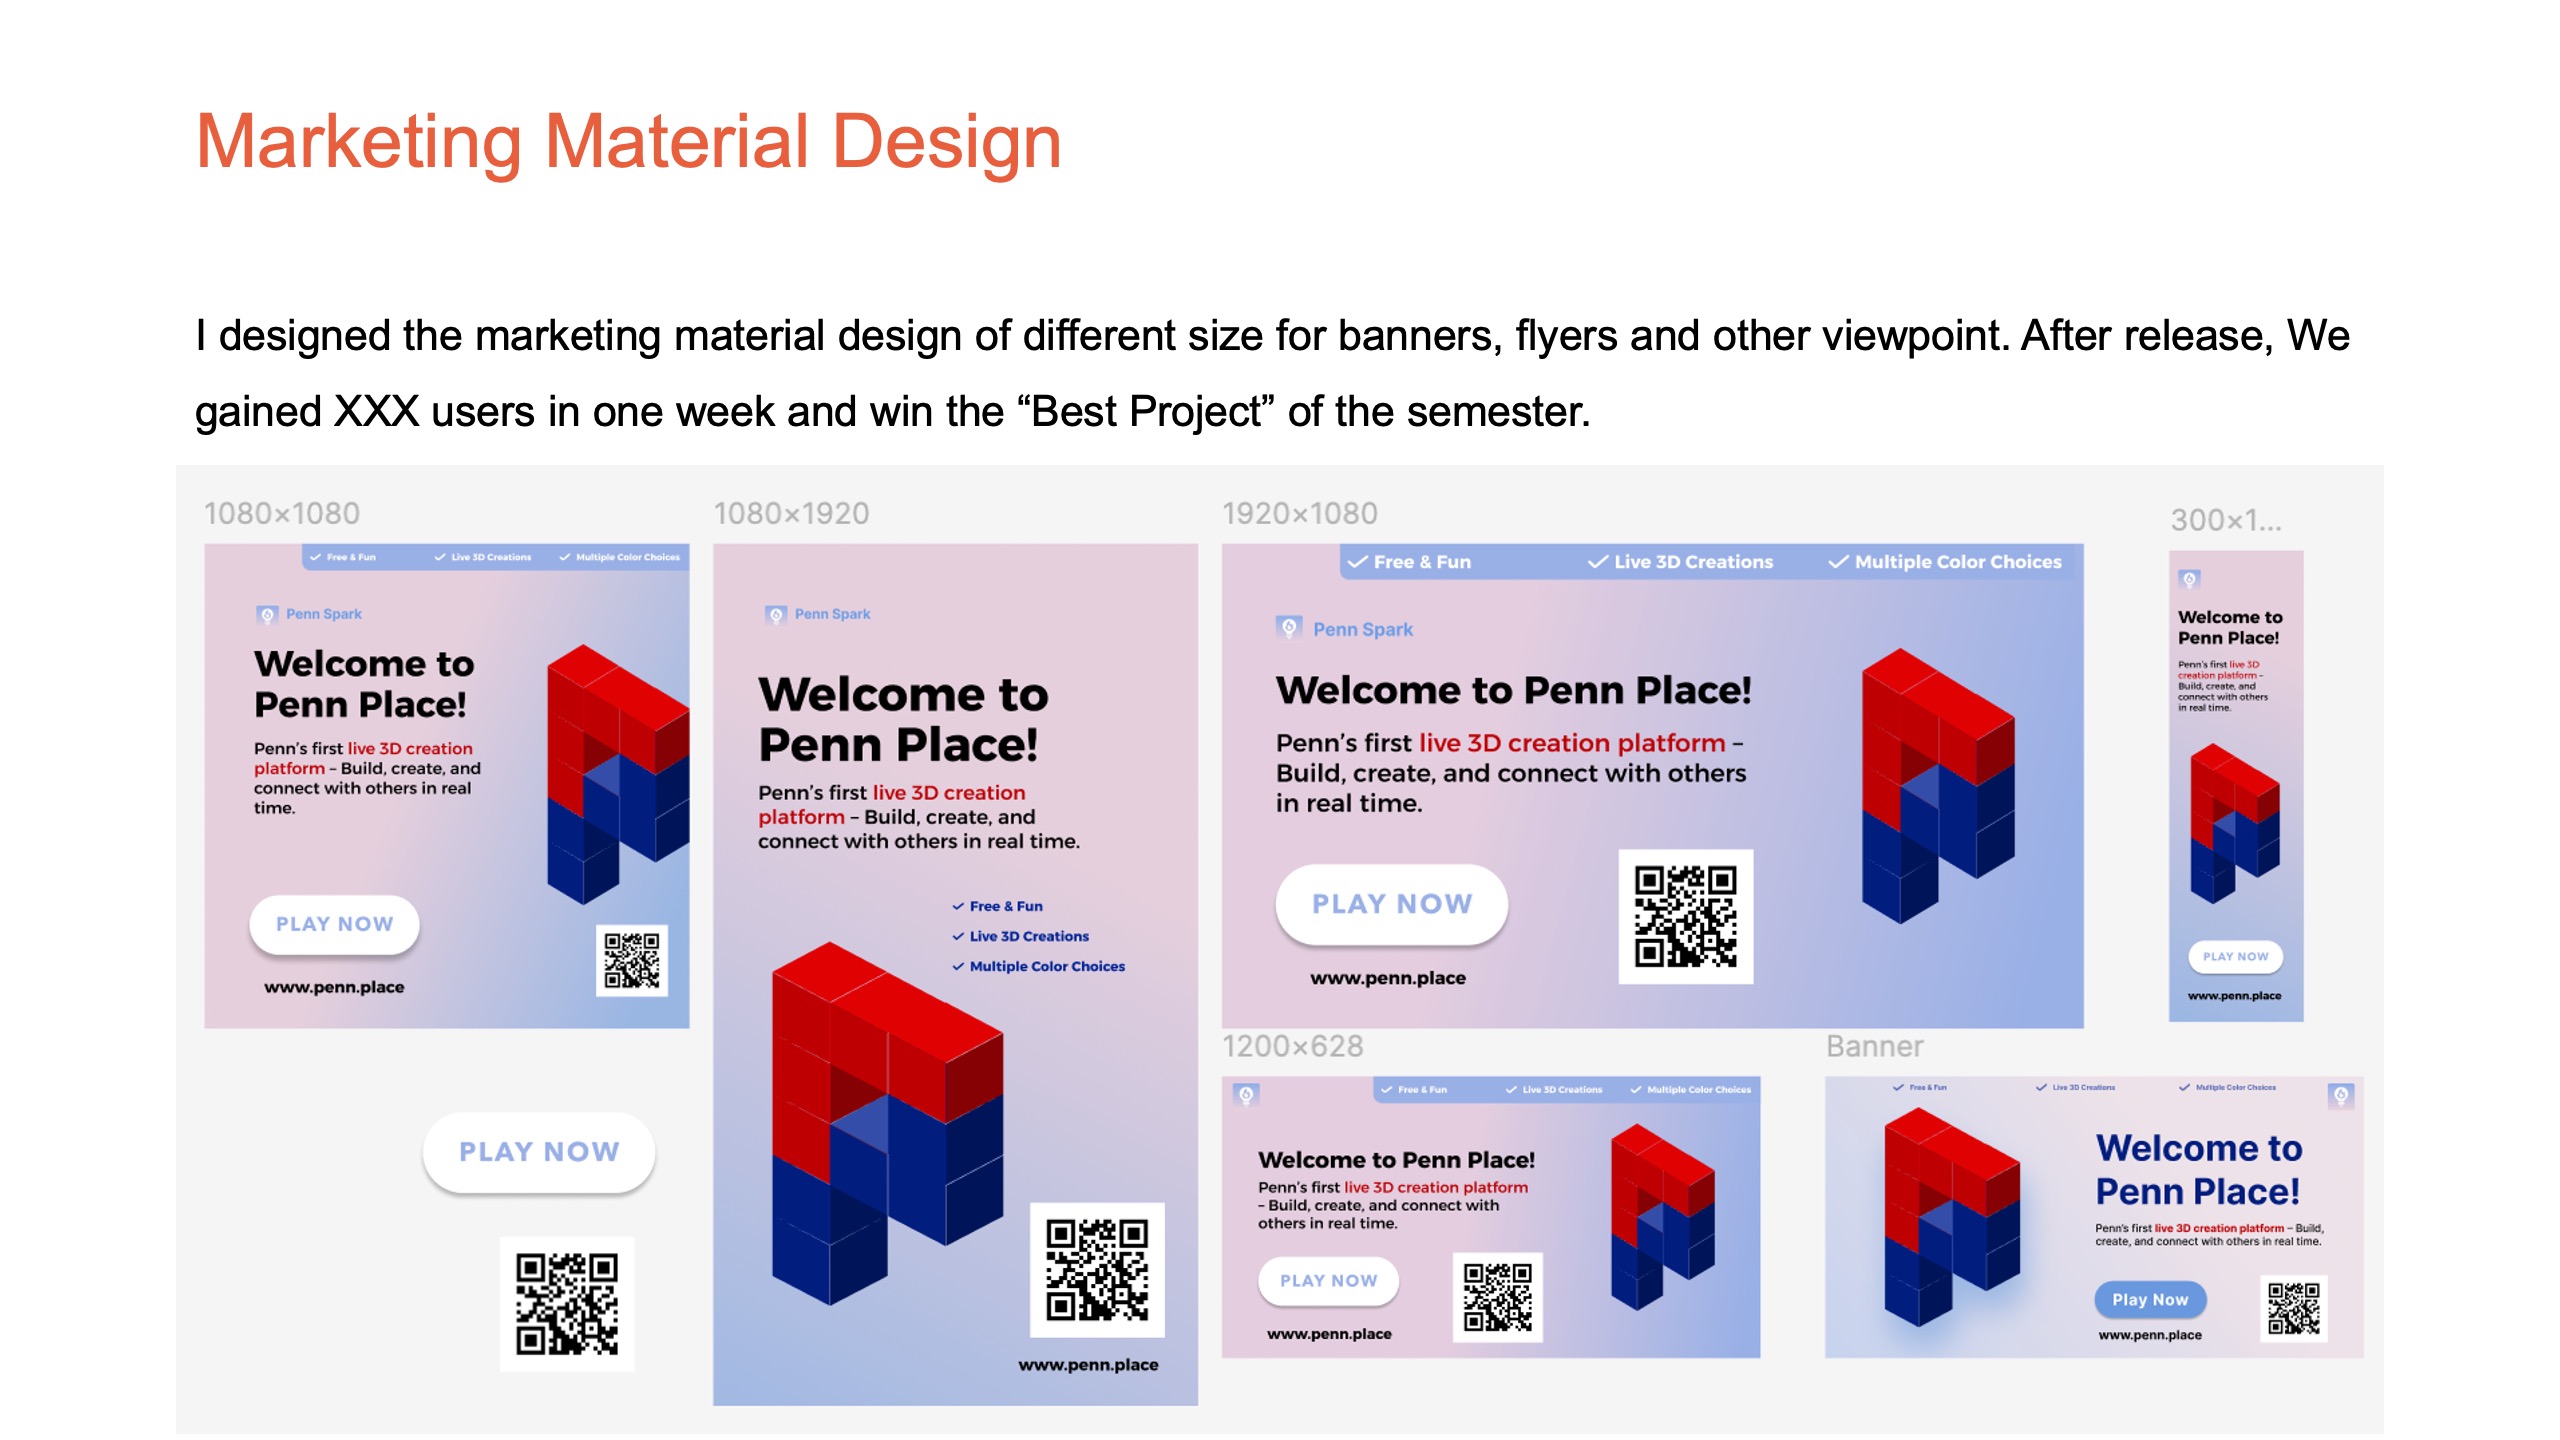 Marketing Material Design
I designed the marketing material design of different size for banners, flyers and other viewpoint. After release, We
gained XXX users in one week and win the “Best Project” of the semester.
1080×1080
✓ Free & Fun ✓ Live 3D Creations ✓ Multiple Color Choices
Penn Spark
Welcome to
Penn Place!
Penn's first live 3D creation
platform – Build, create, and
connect with others in real
time.
PLAY NOW
www.penn.place
PLAY NOW
1080×1920
Penn Spark
Welcome to
Penn Place!
Penn's first live 3D creation
platform – Build, create, and
connect with others in real time.
✓ Free & Fun
✓ Live 3D Creations
✓ Multiple Color Choices
www.penn.place
1920×1080
✓ Free & Fun ✓ Live 3D Creations ✓ Multiple Color Choices
Penn Spark
Welcome to Penn Place!
Penn's first live 3D creation platform –
Build, create, and connect with others
in real time.
PLAY NOW
www.penn.place
300×1...
Welcome to
Penn Place!
Penn's first live 3D
creation platform –
Build, create, and
connect with others
in real time.
PLAY NOW
www.penn.place
1200×628
✓ Free & Fun ✓ Live 3D Creations ✓ Multiple Color Choices
Welcome to Penn Place!
Penn's first live 3D creation platform
– Build, create, and connect with
others in real time.
PLAY NOW
www.penn.place
Banner
✓ Free & Fun ✓ Live 3D Creations ✓ Multiple Color Choices
Welcome to
Penn Place!
Penn's first live 3D creation platform – Build,
create, and connect with others in real time.
Play Now
www.penn.place